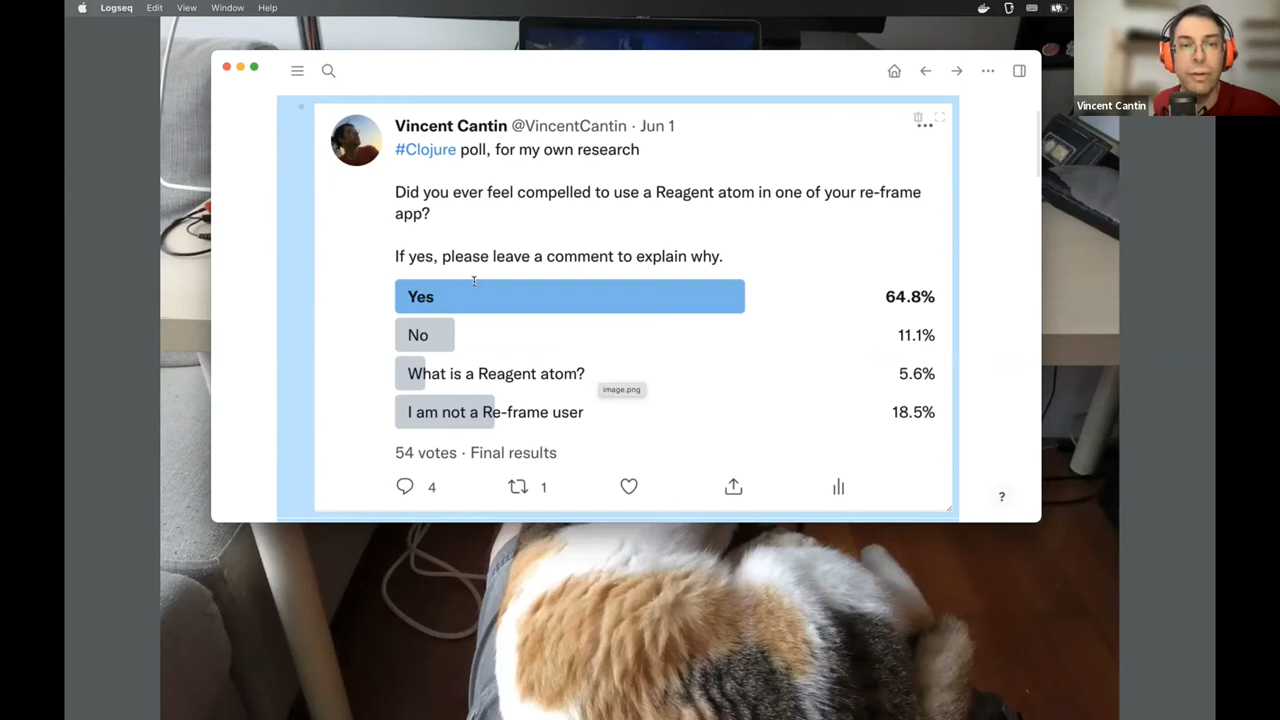 Logseq Edit View Window Help
Vincent Cantin
Vincent Cantin @VincentCantin · Jun 1
#Clojure poll, for my own research
Did you ever feel compelled to use a Reagent atom in one of your re-frame
app?
If yes, please leave a comment to explain why.
Yes 64.8%
No 11.1%
What is a Reagent atom? 5.6%
image.png
I am not a Re-frame user 18.5%
54 votes · Final results
4 1
?